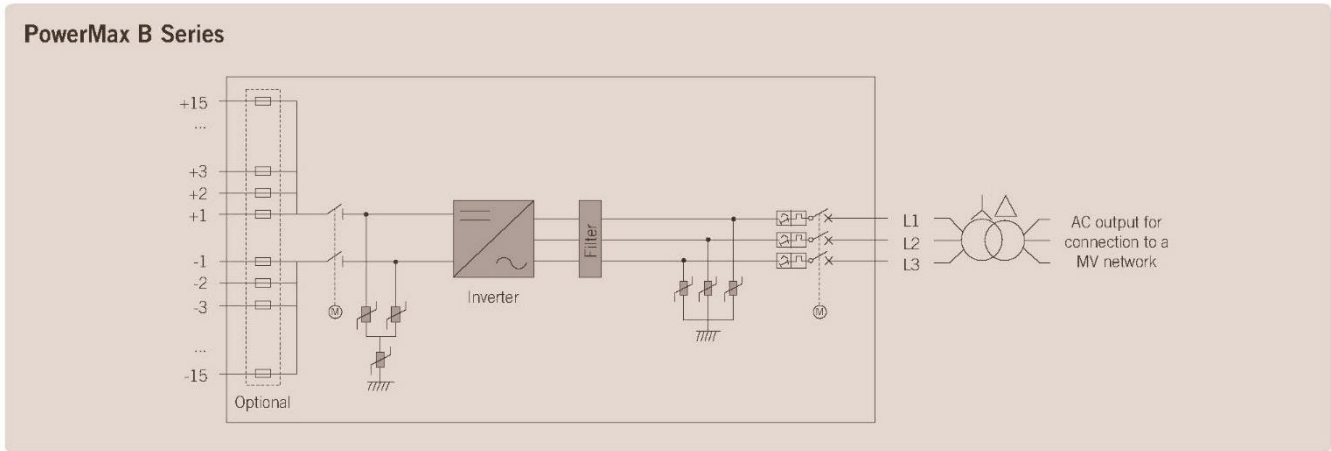 PowerMax B Series
+15
...
+3
+2
+1
-1
-2
-3
...
-15
Optional
M
Inverter
Filter
M
L1
L2
L3
AC output for
connection to a
MV network